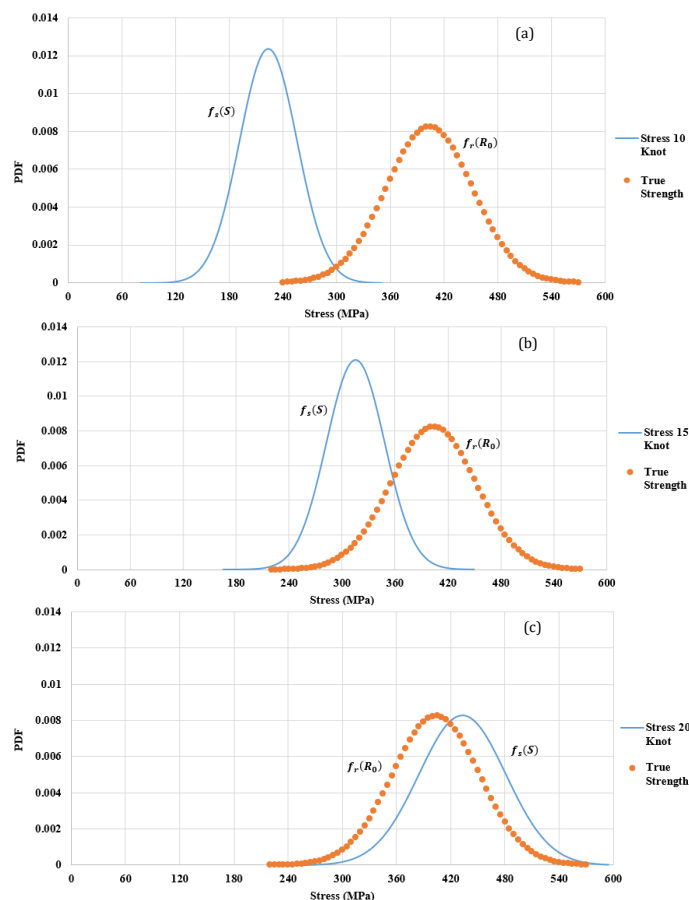 0.014
(a)
0.012
f_s(S)
0.01
0.008
f_r(R_0)
PDF
Stress 10
Knot
0.006
True
Strength
0.004
0.002
0
0 60 120 180 240 300 360 420 480 540 600
Stress (MPa)
0.014
(b)
0.012
0.01
f_s(S)
0.008
f_r(R_0)
PDF
Stress 15
Knot
0.006
True
Strength
0.004
0.002
0
0 60 120 180 240 300 360 420 480 540 600
Stress (MPa)
0.014
(c)
0.012
0.01
0.008
PDF
Stress 20
Knot
0.006
f_r(R_0)
f_s(S)
True
Strength
0.004
0.002
0
0 60 120 180 240 300 360 420 480 540 600
Stress (MPa)